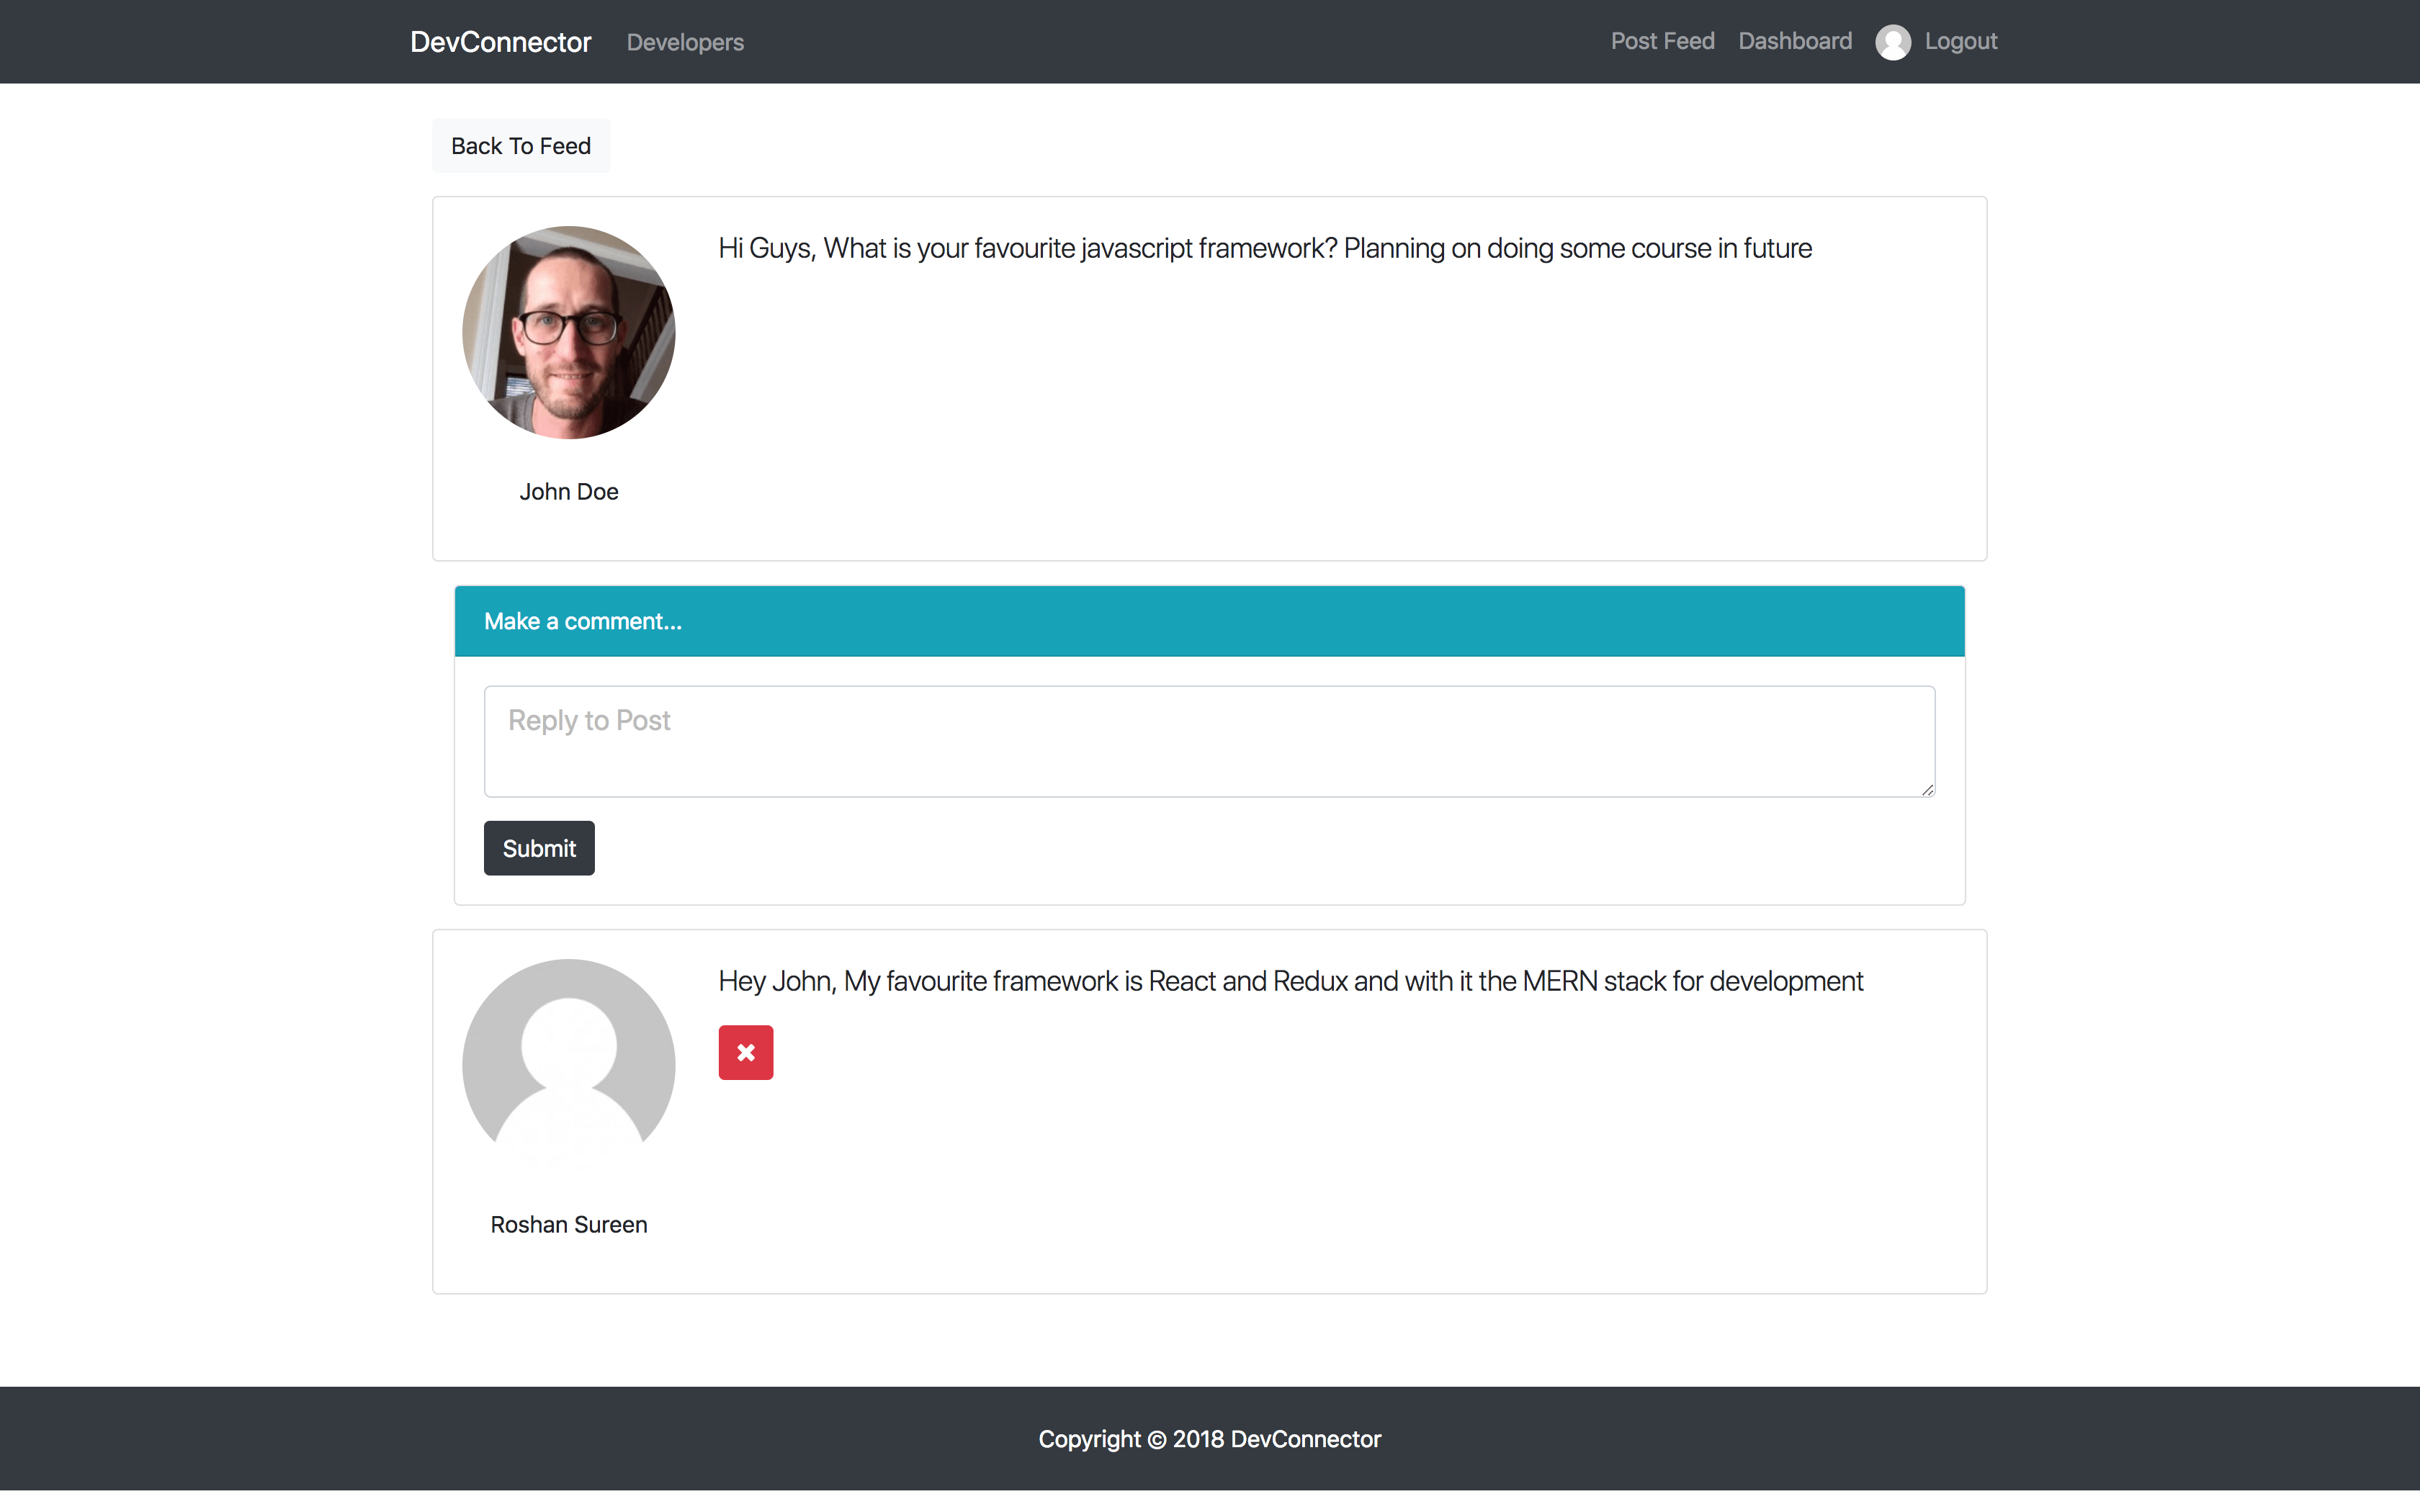 DevConnector Developers Post Feed Dashboard Logout
Back To Feed
Hi Guys, What is your favourite javascript framework? Planning on doing some course in future
John Doe
Make a comment...
Reply to Post
Submit
Hey John, My favourite framework is React and Redux and with it the MERN stack for development
Roshan Sureen
Copyright © 2018 DevConnector